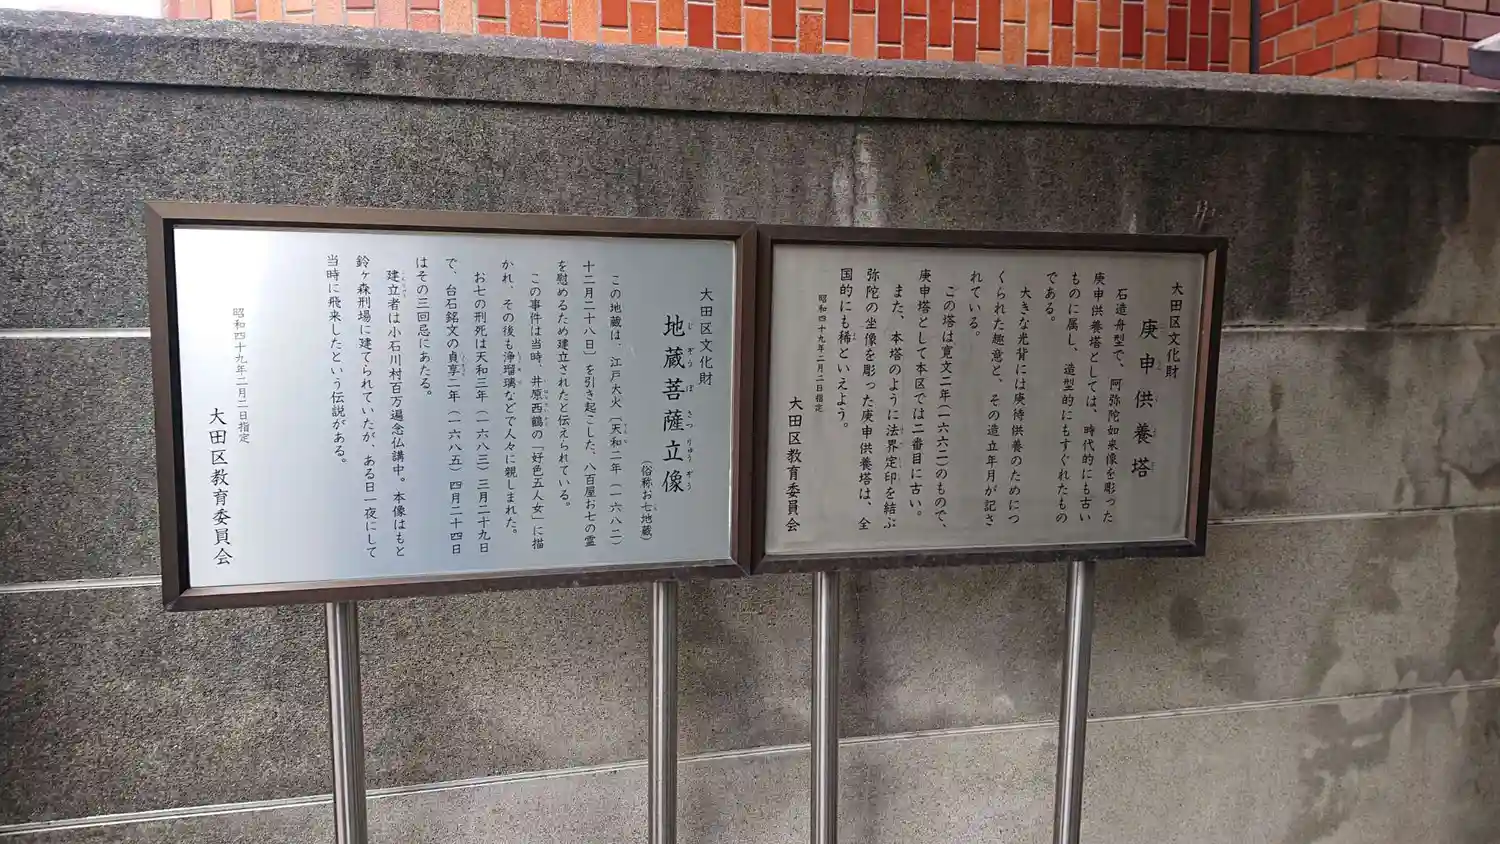 大田区文化財
庚申供養塔
石造舟型で、阿弥陀如来像を彫った
庚申供養塔としては、時代的にも古い
ものに属し、造型的にもすぐれたもの
である。
大きな光背には庚待供養のためにつ
くられた趣意と、その造立年月が記さ
れている。
この塔は寛文二年（一六六二）のもので、
庚申塔として本区では二番目に古い。
また、本塔のように法界定印を結ぶ
弥陀の坐像を彫った庚申供養塔は、全
国的にも稀といえよう。
昭和四十九年二月二日指定
大田区教育委員会
大田区文化財
地蔵菩薩立像
じぞうぼさつりゅうぞう
（俗称お七地蔵）
この地蔵は、江戸大火（天和二年（一六八二）
十二月二十八日）を引き起こした、八百屋お七の霊
を慰めるため建立されたと伝えられている。
この事件は当時、井原西鶴の「好色五人女」に描
かれ、その後も浄瑠璃などで人々に親しまれた。
お七の刑死は天和三年（一六八三）三月二十九日
で、台石銘文の貞享二年（一六八五）四月二十四日
はその三回忌にあたる。
建立者は小石川村百万遍念仏講中。本像はもと
鈴ヶ森刑場に建てられていたが、ある日一夜にして
当時に飛来したという伝説がある。
昭和四十九年二月二日指定
大田区教育委員会